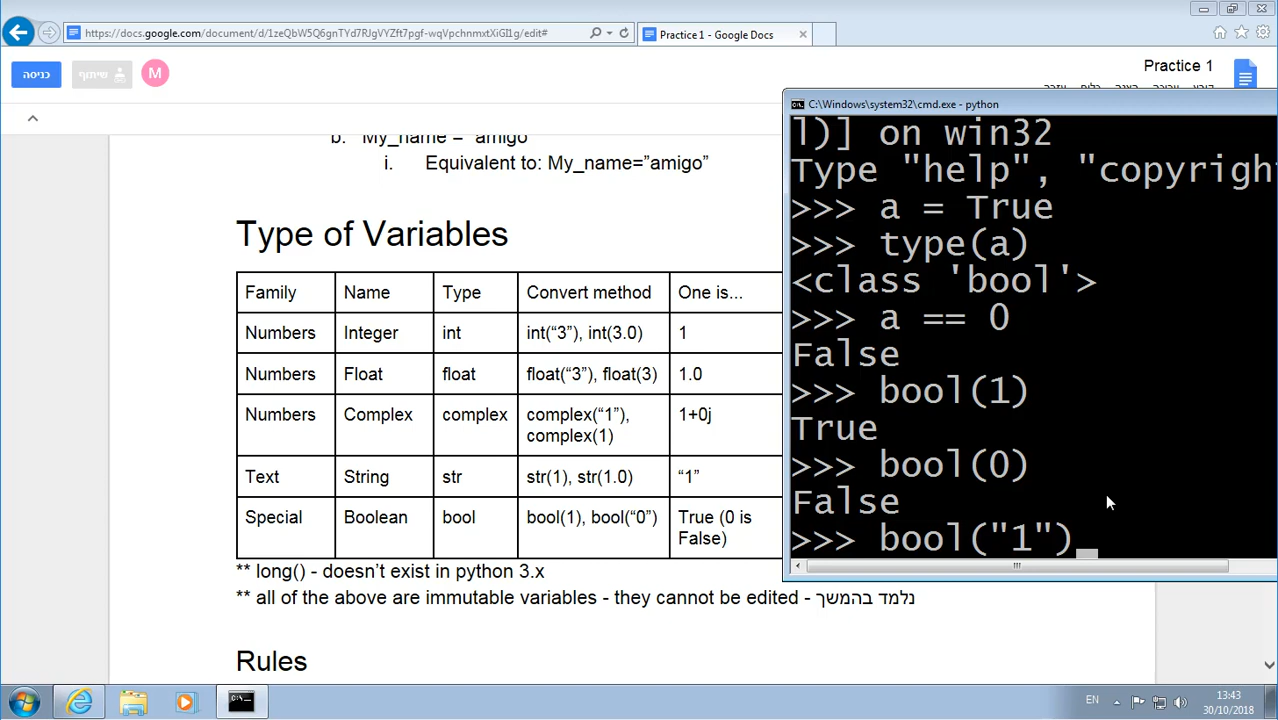 https://docs.google.com/document/d/1zeQbW5Q6gnTYd7RJgVYZft7pgf-wqVpchnmxtXiGI1g/edit#
Practice 1 - Google Docs
כניסה
שיתוף
M
Practice 1
b. My_name = "amigo"
i. Equivalent to: My_name=”amigo”
Type of Variables
Family Name Type Convert method One is...
Numbers Integer int int(“3”), int(3.0) 1
Numbers Float float float(“3”), float(3) 1.0
Numbers Complex complex complex(“1”), complex(1) 1+0j
Text String str str(1), str(1.0) “1”
Special Boolean bool bool(1), bool(“0”) True (0 is False)
** long() - doesn’t exist in python 3.x
** all of the above are immutable variables - they cannot be edited - נלמד בהמשך
Rules
C:\Windows\system32\cmd.exe - python
l)] on win32
Type "help", "copyright
>>> a = True
>>> type(a)
<class 'bool'>
>>> a == 0
False
>>> bool(1)
True
>>> bool(0)
False
>>> bool("1")
EN
13:43
30/10/2018